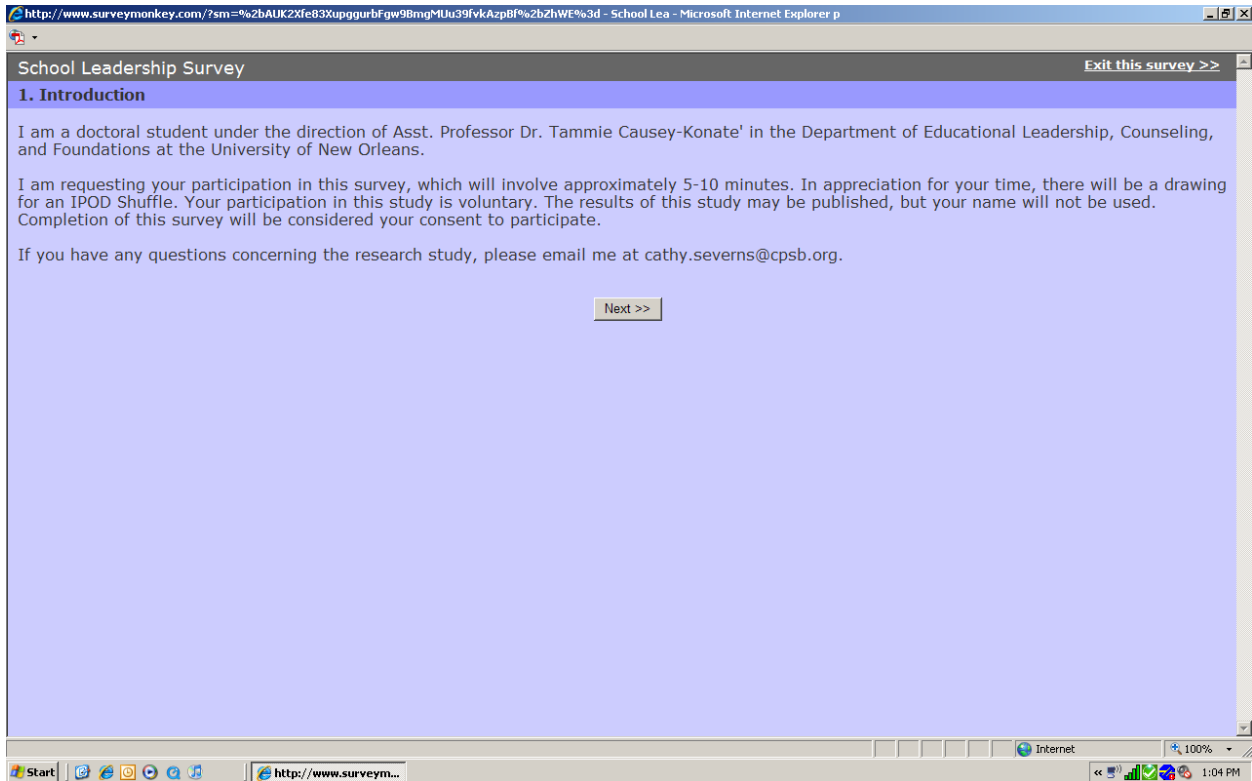 http://www.surveymonkey.com/?sm=%2bAUK2Xfe83XupggurbFgw9BmgMUu39fvkAzpBf%2bZhWE%3d - School Lea - Microsoft Internet Explorer p
School Leadership Survey
Exit this survey >>
1. Introduction
I am a doctoral student under the direction of Asst. Professor Dr. Tammie Causey-Konate' in the Department of Educational Leadership, Counseling,
and Foundations at the University of New Orleans.
I am requesting your participation in this survey, which will involve approximately 5-10 minutes. In appreciation for your time, there will be a drawing
for an IPOD Shuffle. Your participation in this study is voluntary. The results of this study may be published, but your name will not be used.
Completion of this survey will be considered your consent to participate.
If you have any questions concerning the research study, please email me at cathy.severns@cpsb.org.
Next >>
Internet
100%
Start
http://www.surveym...
1:04 PM